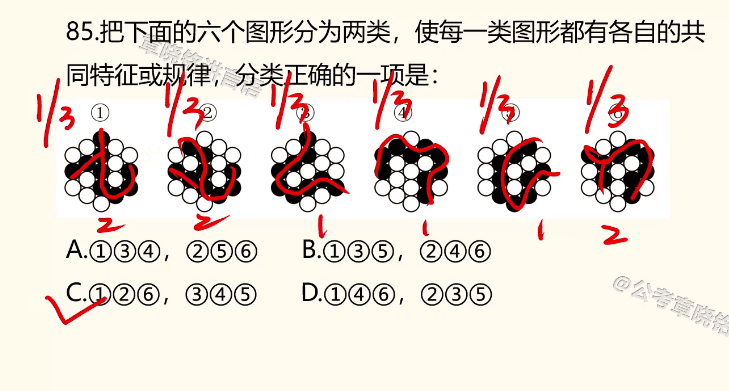 85.把下面的六个图形分为两类，使每一类图形都有各自的共
同特征或规律，分类正确的一项是：
1/3 1/3 1/3 1/3 1/3 1/3
① ② ③ ④ ⑤ ⑥
2 2 1 1 1 2
A.①③④，②⑤⑥ B.①③⑤，②④⑥
C.①②⑥，③④⑤ D.①④⑥，②③⑤
@公考章晓铭